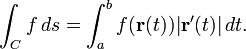 ∫_C f ds = ∫_a^b f(𝐫(t))|𝐫′(t)| dt.